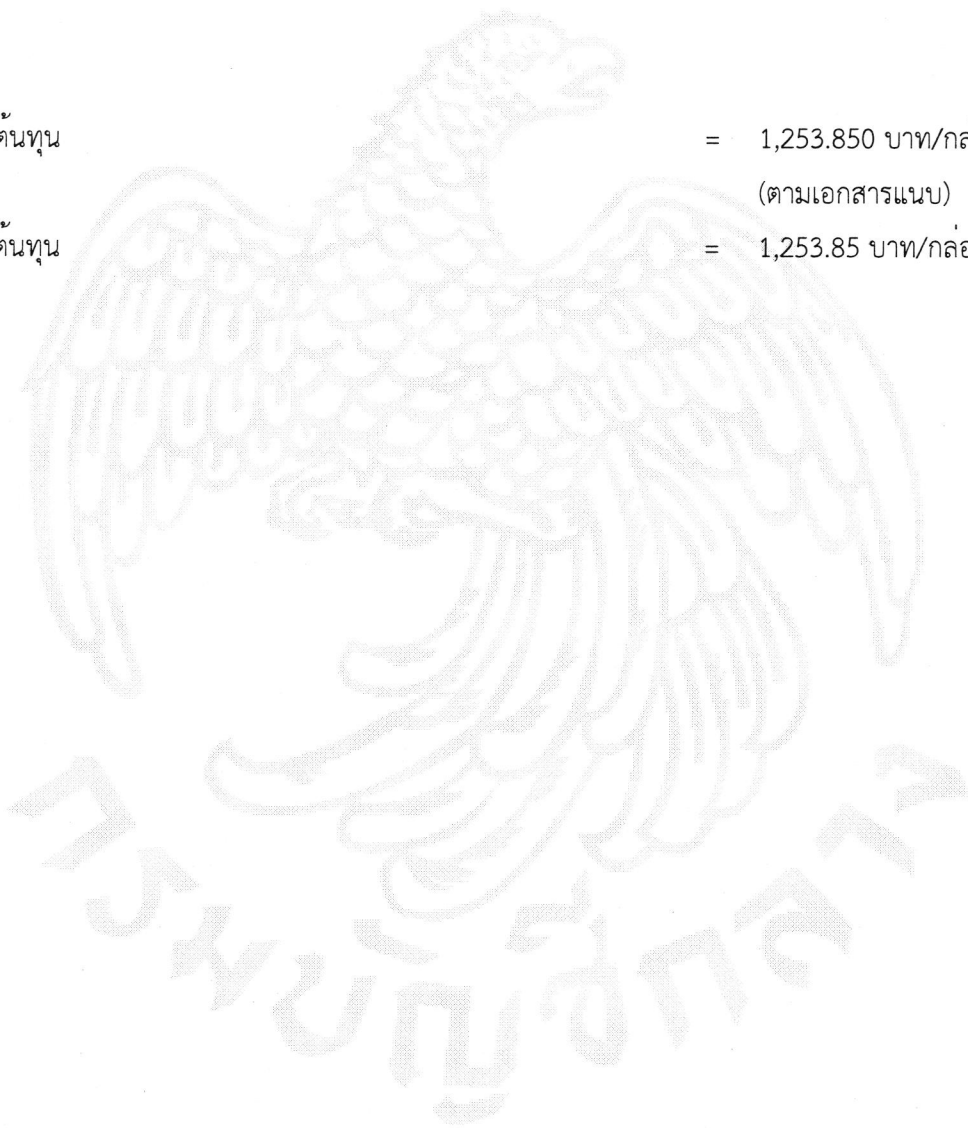 ต้นทุน = 1,253.850 บาท/กล
(ตามเอกสารแนบ)
ต้นทุน = 1,253.85 บาท/กล่อ
กรมบัญชีกลาง